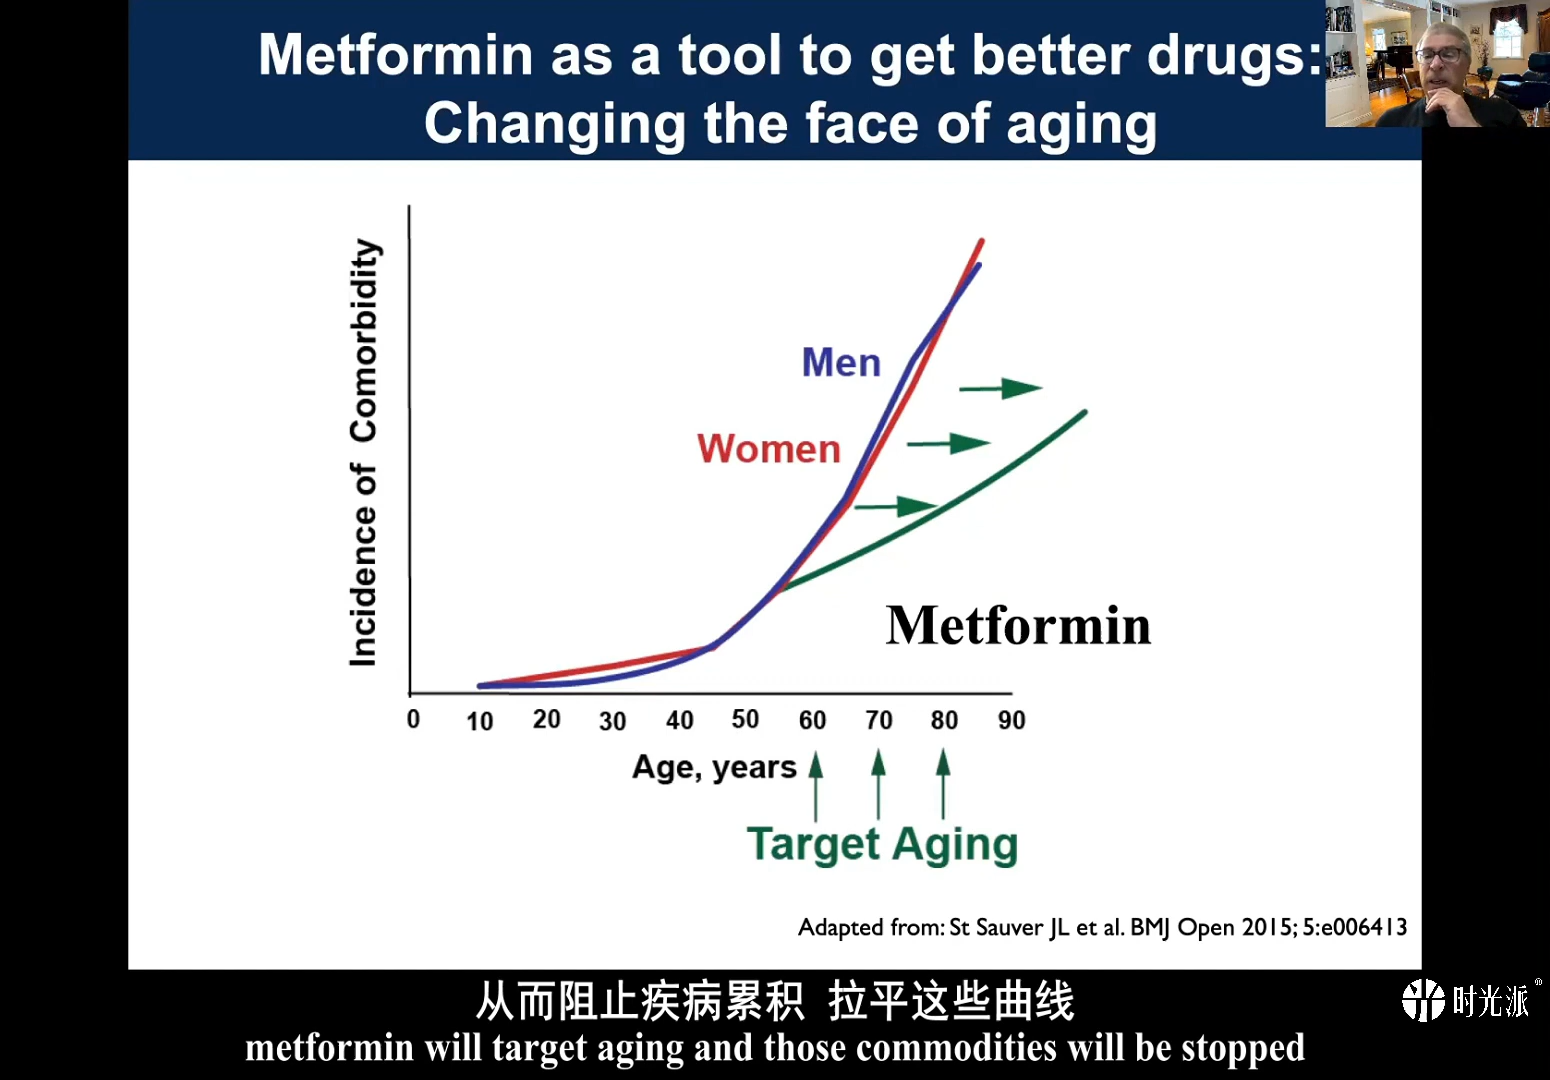 Metformin as a tool to get better drugs:
Changing the face of aging
Incidence of Comorbidity
Men
Women
Metformin
0 10 20 30 40 50 60 70 80 90
Age, years
Target Aging
Adapted from: St Sauver JL et al. BMJ Open 2015; 5:e006413
从而阻止疾病累积 拉平这些曲线
metformin will target aging and those commodities will be stopped
时光派®